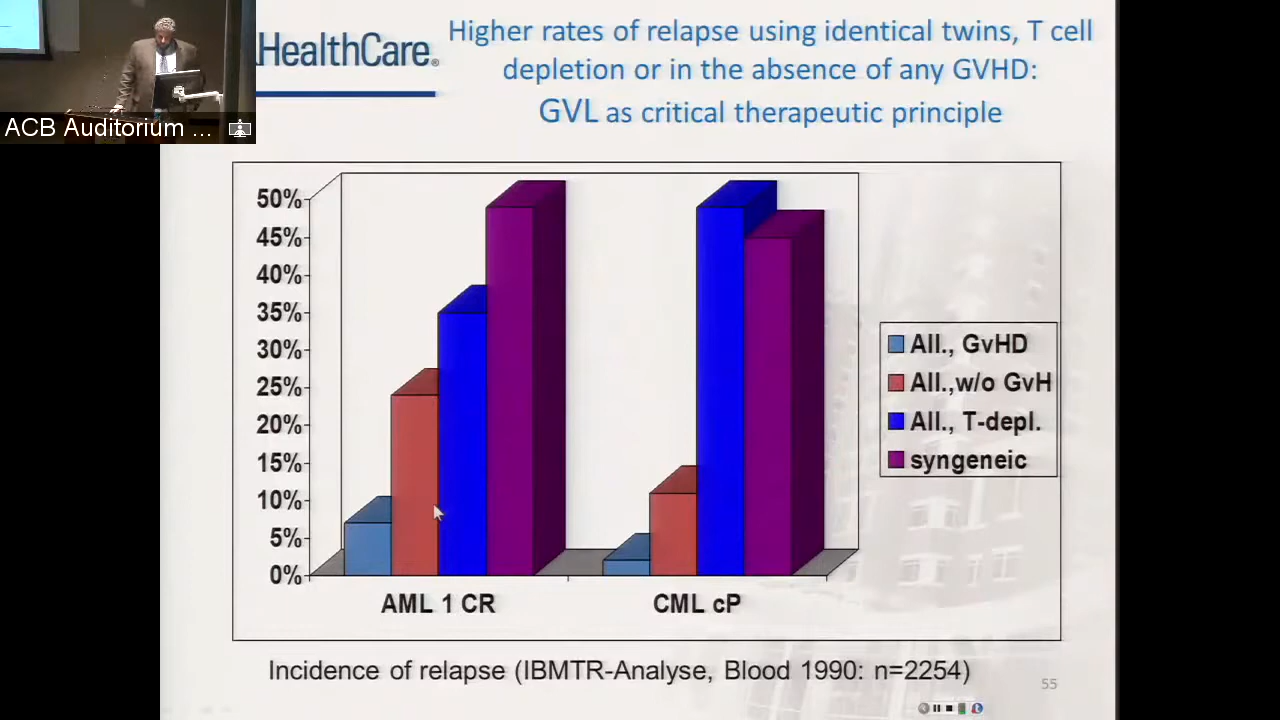 HealthCare®
Higher rates of relapse using identical twins, T cell
depletion or in the absence of any GVHD:
GVL as critical therapeutic principle
ACB Auditorium ...
50%
45%
40%
35%
30%
25%
20%
15%
10%
5%
0%
AML 1 CR
CML cP
All., GvHD
All.,w/o GvH
All., T-depl.
syngeneic
Incidence of relapse (IBMTR-Analyse, Blood 1990: n=2254)
55